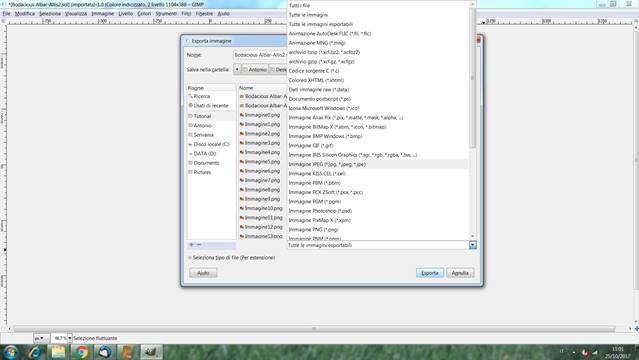 *[Bodacious Albar-Allis2.sol] (importata)-1.0 (Colore indicizzato, 2 livelli) 1104x388 – GIMP
File Modifica Seleziona Visualizza Immagine Livello Colori Strumenti
Esporta immagine
Nome:
Bodacious Albar-Allis2.
Salva nella cartella:
Antonio
Desk
Risorse
Ricerca
Usati di recente
Tutorial
Antonio
Scrivania
Disco locale (C:)
DATA (D:)
Documents
Pictures
Nome
Bodacious Albar-A
Bodacious Albar-A
Immagine0.png
Immagine1.png
Immagine2.png
Immagine3.png
Immagine4.png
Immagine5.png
Immagine6.png
Immagine7.png
Immagine8.png
Immagine9.png
Immagine10.png
Immagine11.png
Immagine12.png
Immagine13.png
Tutti i file
Tutte le immagini
Tutte le immagini esportabili
Animazione AutoDesk FLIC (*.fli, *.flc)
Animazione MNG (*.mng)
archivio bzip (*.xcf.bz2, *.xcfbz2)
archivio gzip (*.xcf.gz, *.xcfgz)
Codice sorgente C (*.c)
Colored XHTML (*.xhtml)
Dati immagine raw (*.data)
Documento postscript (*.ps)
Icona Microsoft Windows (*.ico)
Immagine Alias Pix (*.pix, *.matte, *.mask, *.alpha, ...)
Immagine BitMap X (*.xbm, *.icon, *.bitmap)
Immagine BMP Windows (*.bmp)
Immagine GIF (*.gif)
Immagine IRIS Silicon Graphics (*.sgi, *.rgb, *.rgba, *.bw, ...)
Immagine JPEG (*.jpg, *.jpeg, *.jpe)
Immagine KISS CEL (*.cel)
Immagine PBM (*.pbm)
Immagine PCX ZSoft (*.pcx, *.pcc)
Immagine PGM (*.pgm)
Immagine Photoshop (*.psd)
Immagine PixMap X (*.xpm)
Immagine PNG (*.png)
Immagine PNM (*.pnm)
Tutte le immagini esportabili
Seleziona tipo di file (Per estensione)
Aiuto
Esporta
Annulla
px
66,7 %
Selezione fluttuante
IT
11:01
25/10/2017